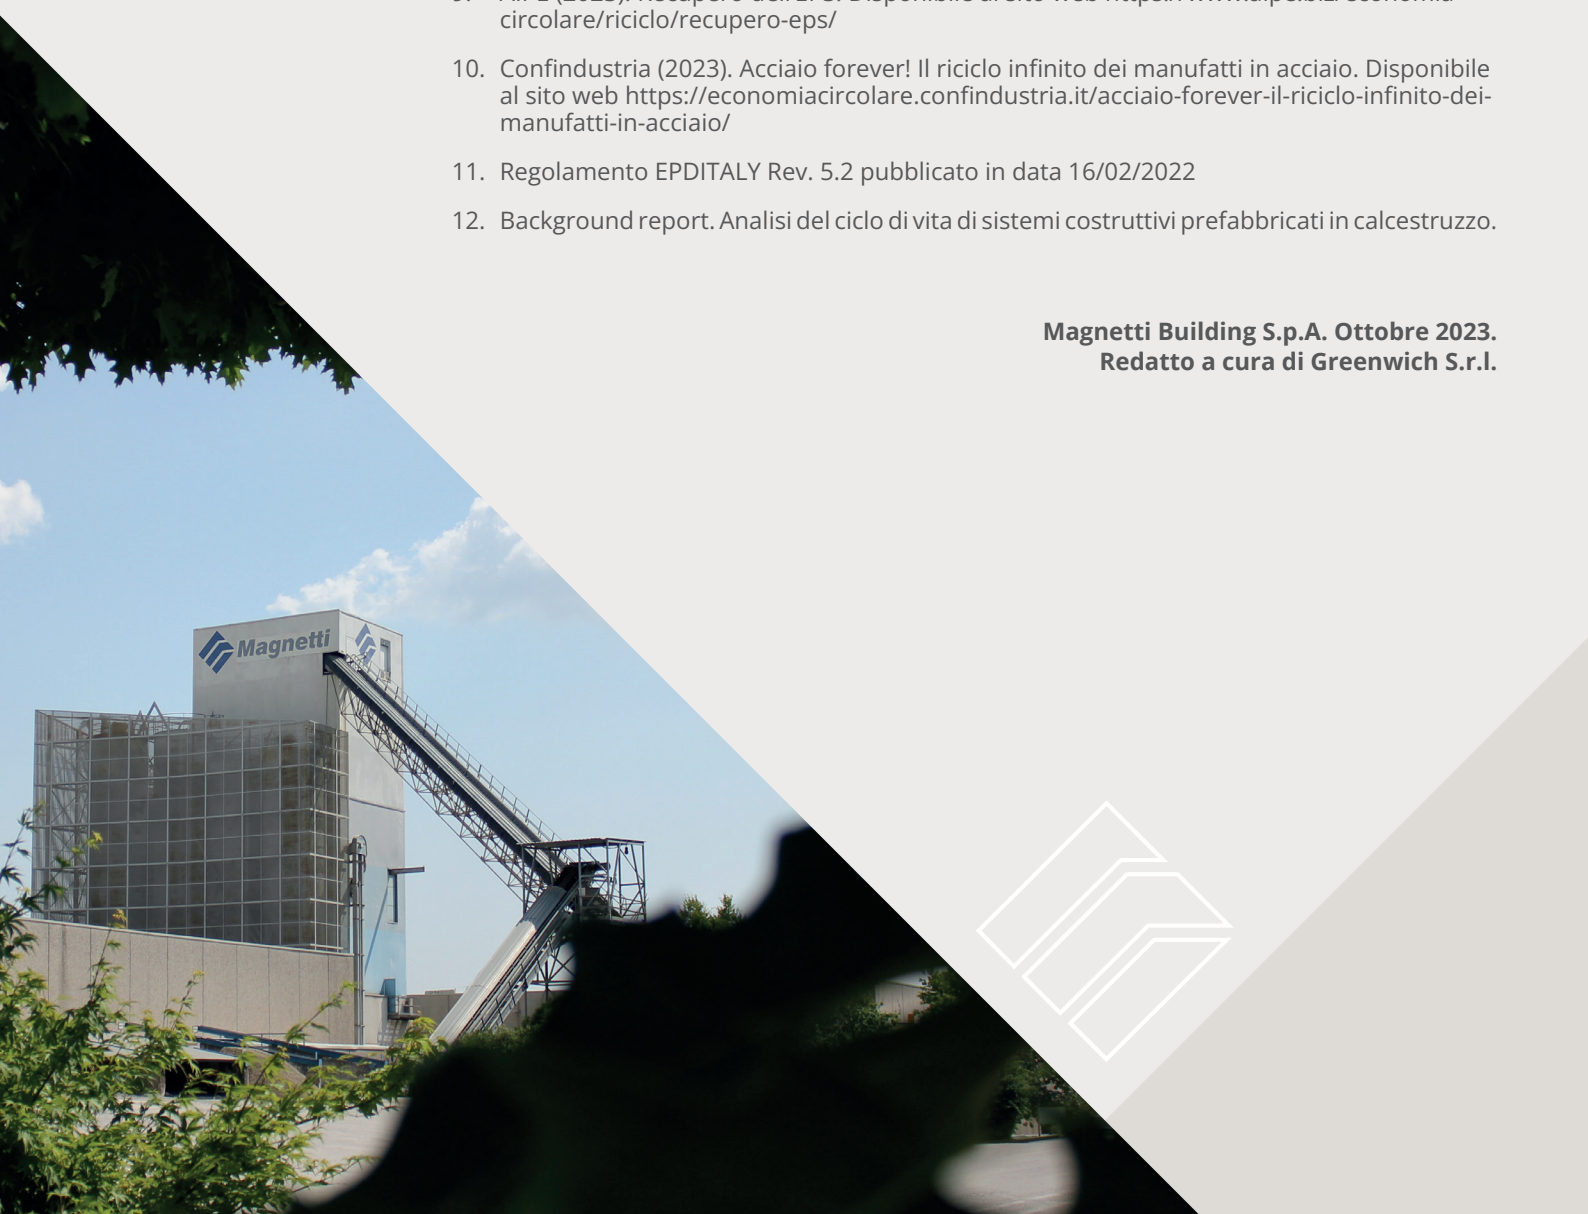 circolare/riciclo/recupero-eps/
10. Confindustria (2023). Acciaio forever! Il riciclo infinito dei manufatti in acciaio. Disponibile
al sito web https://economiacircolare.confindustria.it/acciaio-forever-il-riciclo-infinito-dei-
manufatti-in-acciaio/
11. Regolamento EPDITALY Rev. 5.2 pubblicato in data 16/02/2022
12. Background report. Analisi del ciclo di vita di sistemi costruttivi prefabbricati in calcestruzzo.
Magnetti Building S.p.A. Ottobre 2023.
Redatto a cura di Greenwich S.r.l.
Magnetti